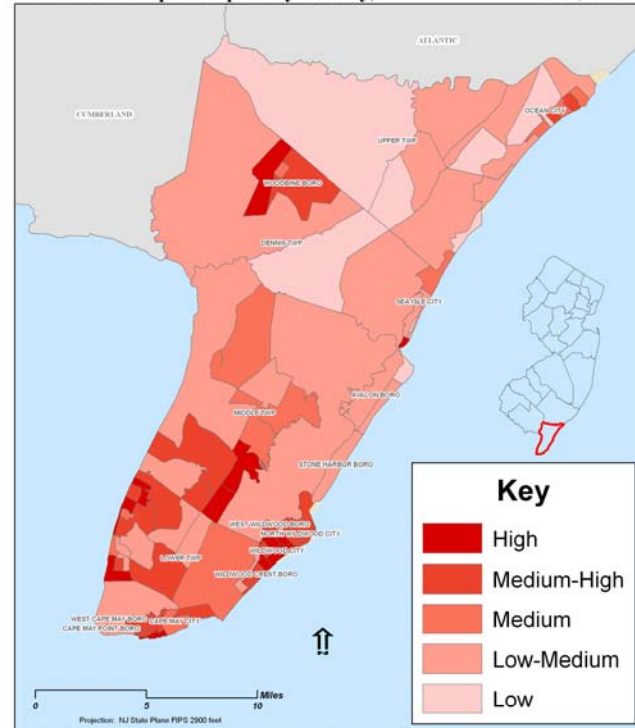 ATLANTIC
CUMBERLAND
OCEAN CITY
UPPER TWP
WOODBINE BORO
DENNIS TWP
SEA ISLE CITY
AVALON BORO
MIDDLE TWP
STONE HARBOR BORO
WEST WILDWOOD BORO
NORTH WILDWOOD CITY
WILDWOOD CITY
LOWER TWP
WILDWOOD CREST BORO
WEST CAPE MAY BORO
CAPE MAY CITY
CAPE MAY POINT BORO
Key
High
Medium-High
Medium
Low-Medium
Low
0 5 10
Miles
Projection: NJ State Plane FIPS 2900 feet